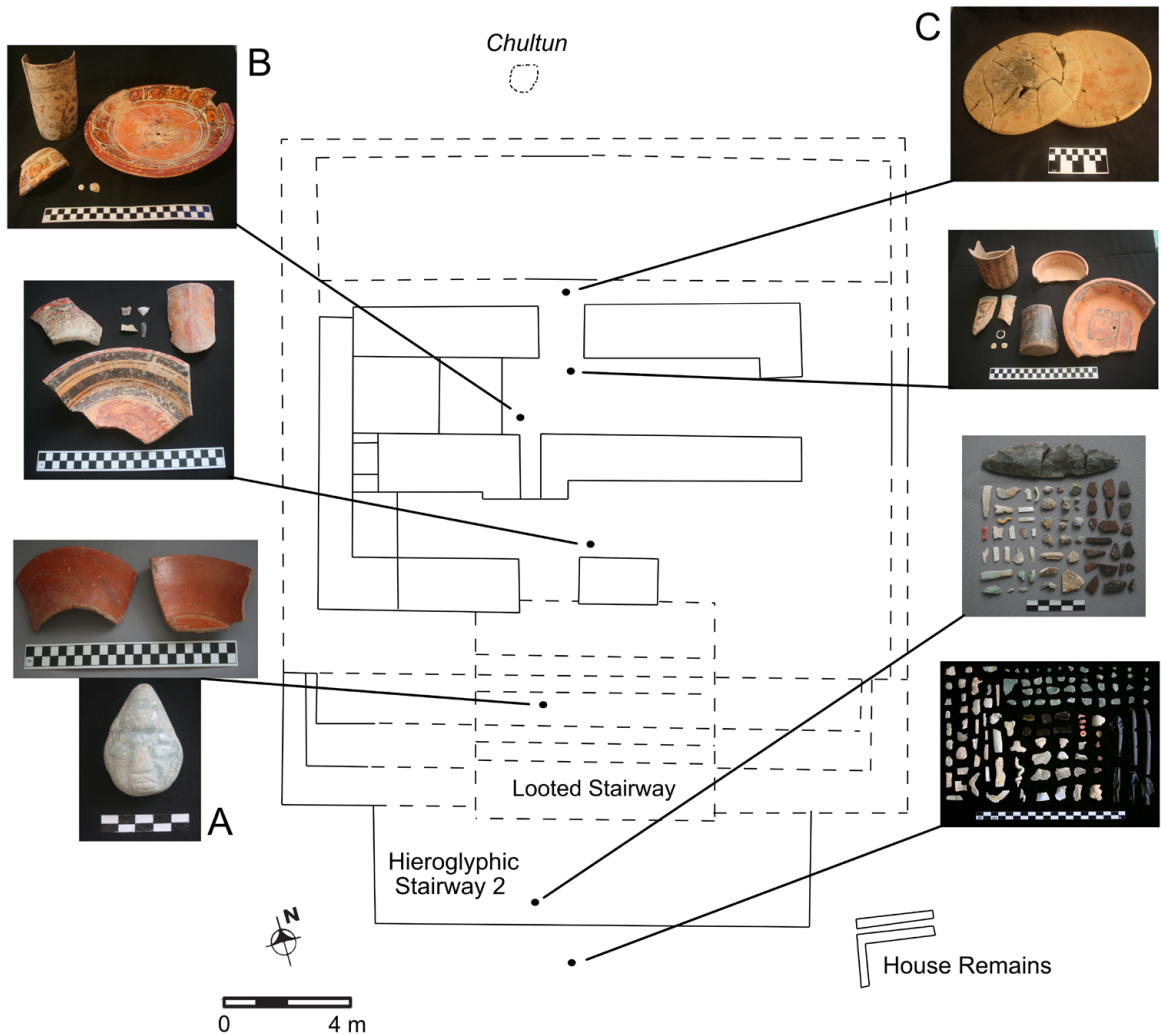 Chultun
B
C
A
Looted Stairway
Hieroglyphic
Stairway 2
N
House Remains
0 4 m